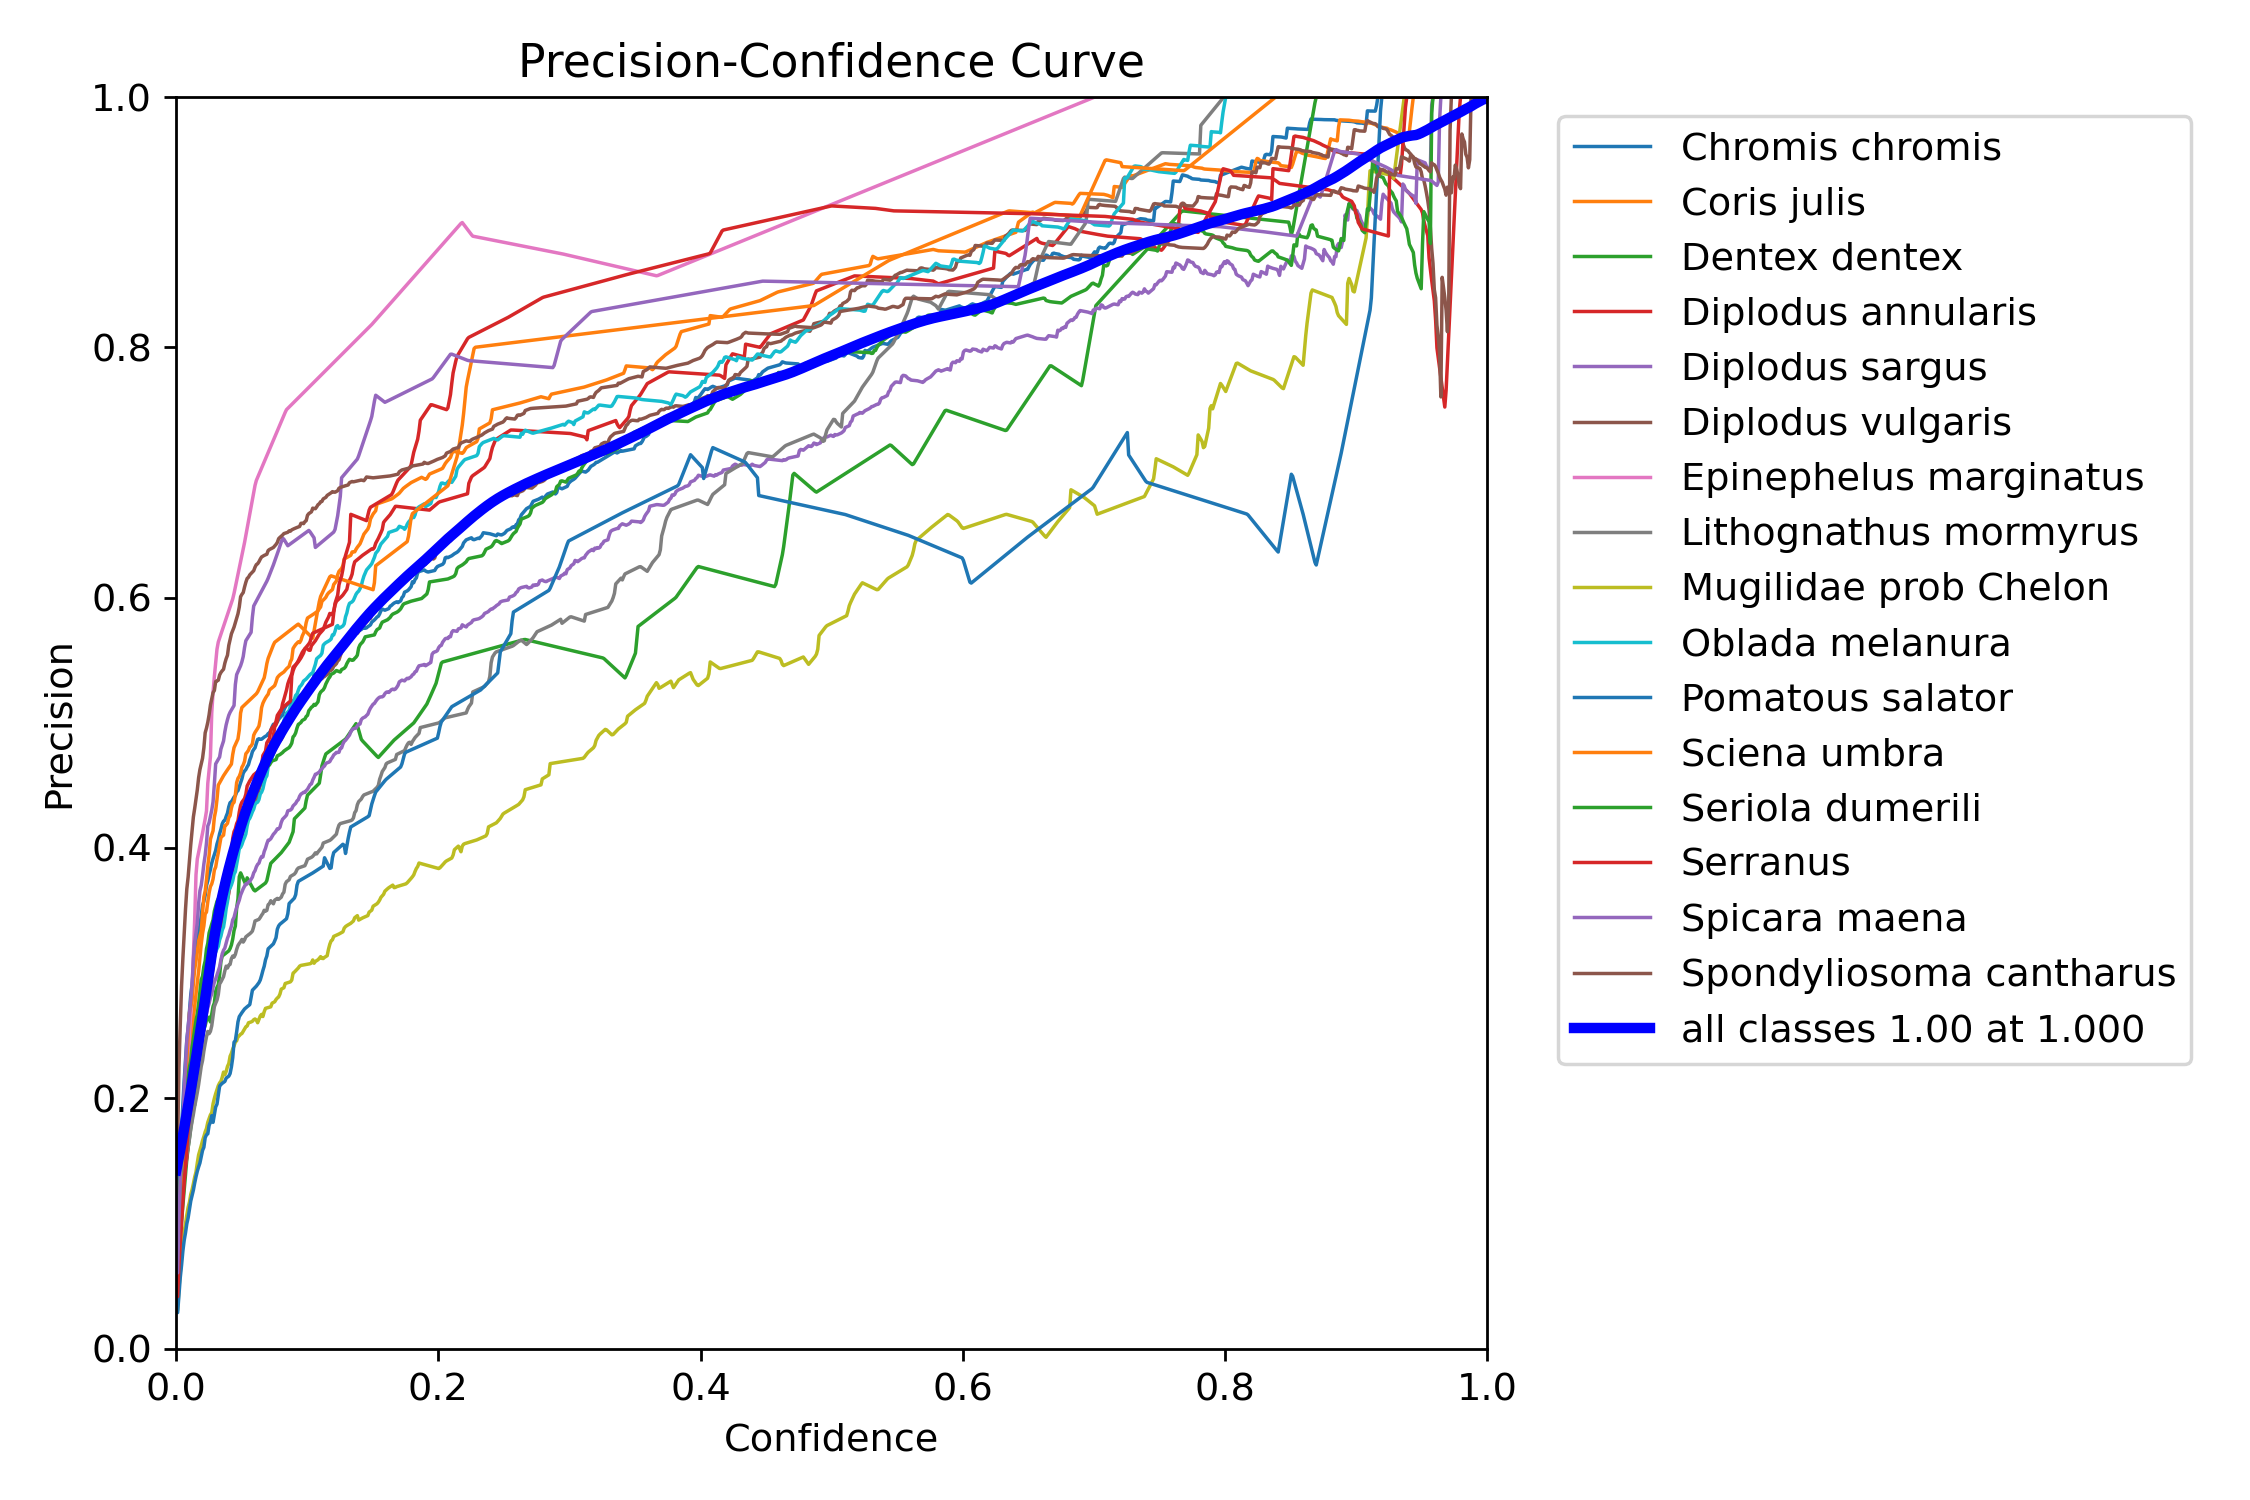 Precision-Confidence Curve
1.0
0.8
0.6
0.4
0.2
0.0
Precision
0.0 0.2 0.4 0.6 0.8 1.0
Confidence
Chromis chromis
Coris julis
Dentex dentex
Diplodus annularis
Diplodus sargus
Diplodus vulgaris
Epinephelus marginatus
Lithognathus mormyrus
Mugilidae prob Chelon
Oblada melanura
Pomatous salator
Sciena umbra
Seriola dumerili
Serranus
Spicara maena
Spondyliosoma cantharus
all classes 1.00 at 1.000